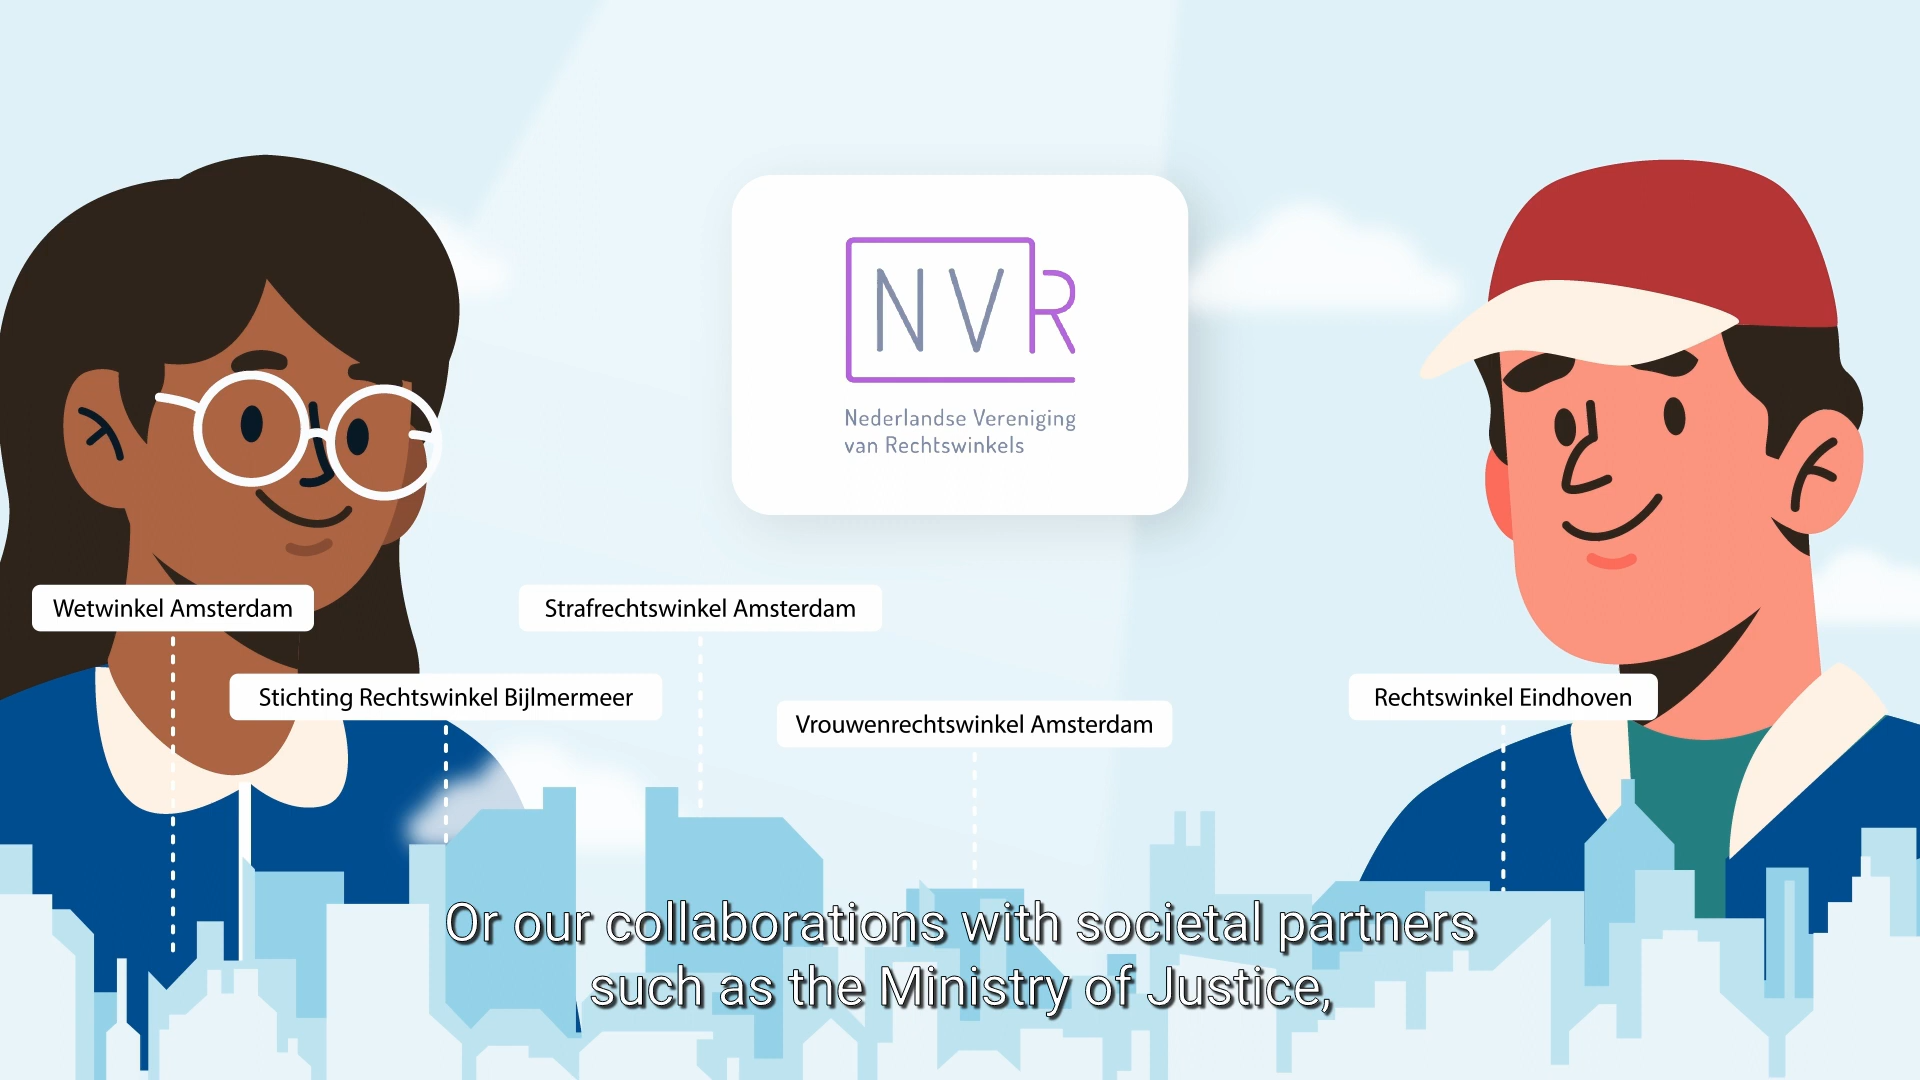 NVR
Nederlandse Vereniging
van Rechtswinkels
Wetwinkel Amsterdam
Strafrechtswinkel Amsterdam
Stichting Rechtswinkel Bijlmermeer
Rechtswinkel Eindhoven
Vrouwenrechtswinkel Amsterdam
Or our collaborations with societal partners
such as the Ministry of Justice,